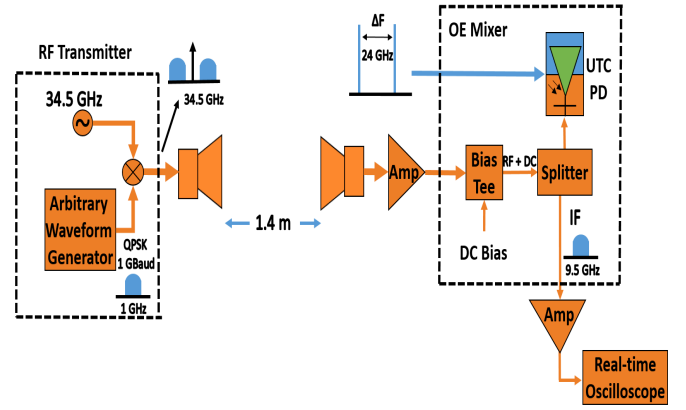 RF Transmitter
34.5 GHz
~
34.5 GHz
Arbitrary
Waveform
Generator
QPSK
1 GBaud
1 GHz
1.4 m
ΔF
24 GHz
Amp
OE Mixer
UTC
PD
Bias
Tee
RF + DC
Splitter
DC Bias
IF
9.5 GHz
Amp
Real-time
Oscilloscope